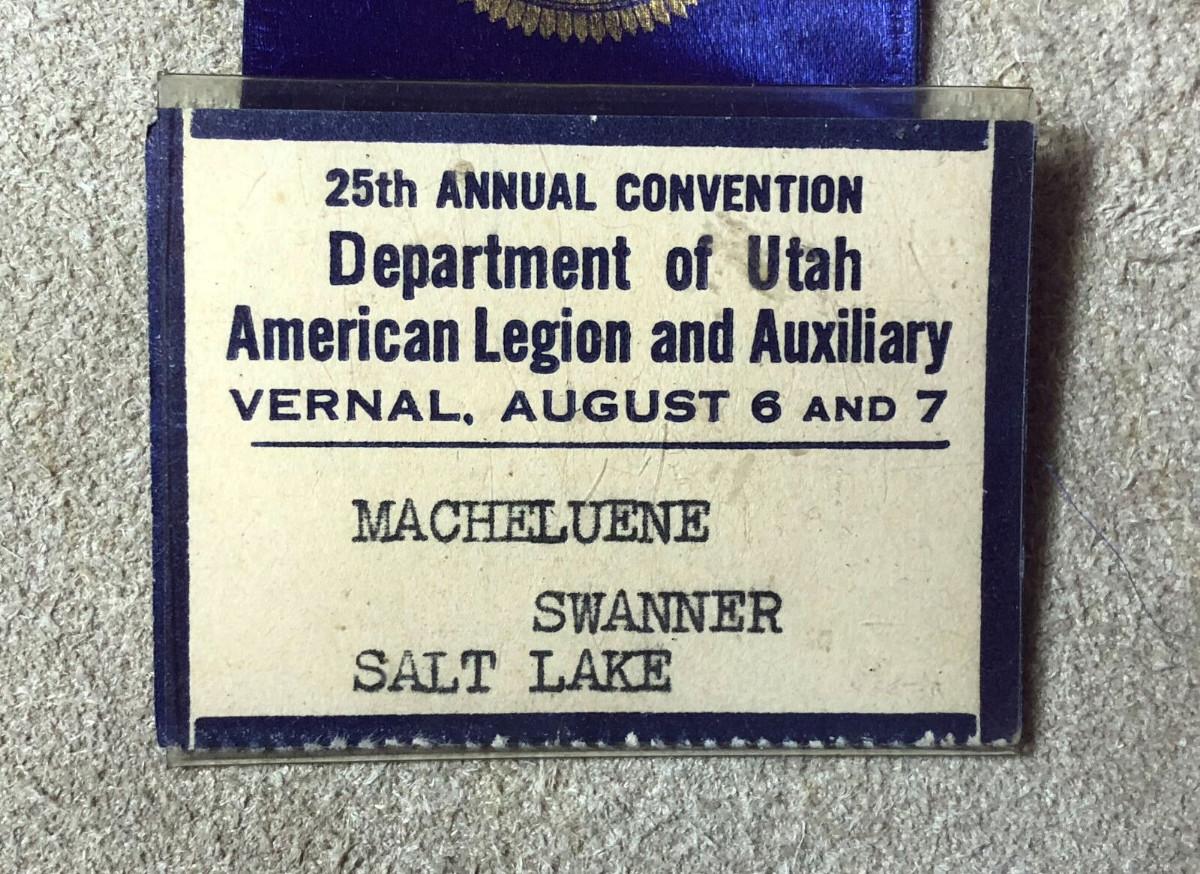 25th ANNUAL CONVENTION
Department of Utah
American Legion and Auxiliary
VERNAL, AUGUST 6 AND 7
MACHELUENE
SWANNER
SALT LAKE